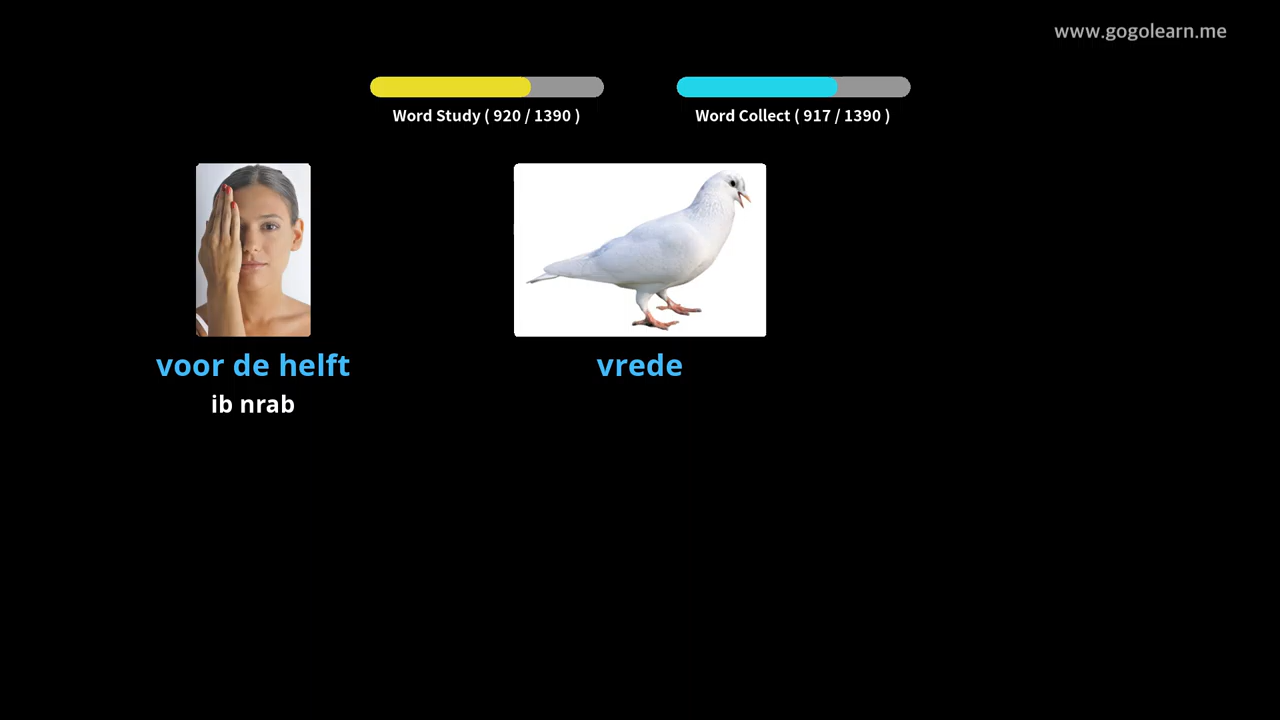 www.gogolearn.me
Word Study ( 920 / 1390 )
Word Collect ( 917 / 1390 )
voor de helft
vrede
ib nrab